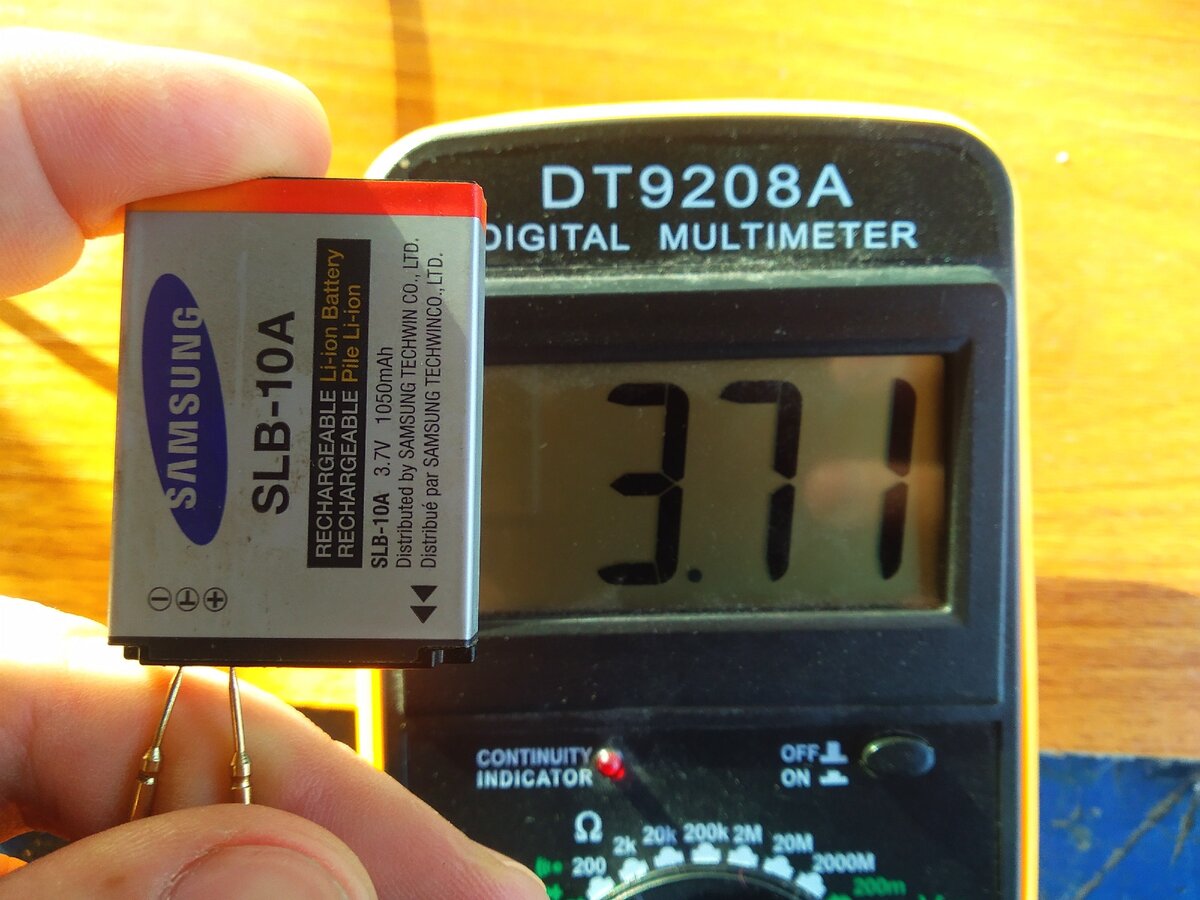 SAMSUNG
SLB-10A
RECHARGEABLE Li-ion Battery
RECHARGEABLE Pile Li-ion
SLB-10A 3.7V 1050mAh
Distributed by SAMSUNG TECHWIN CO., LTD.
Distribué par SAMSUNG TECHWINCO.,LTD.
DT9208A
DIGITAL MULTIMETER
3.71
CONTINUITY
INDICATOR
OFF
ON
Ω
200 2k 20k 200k 2M 20M 2000M
200m